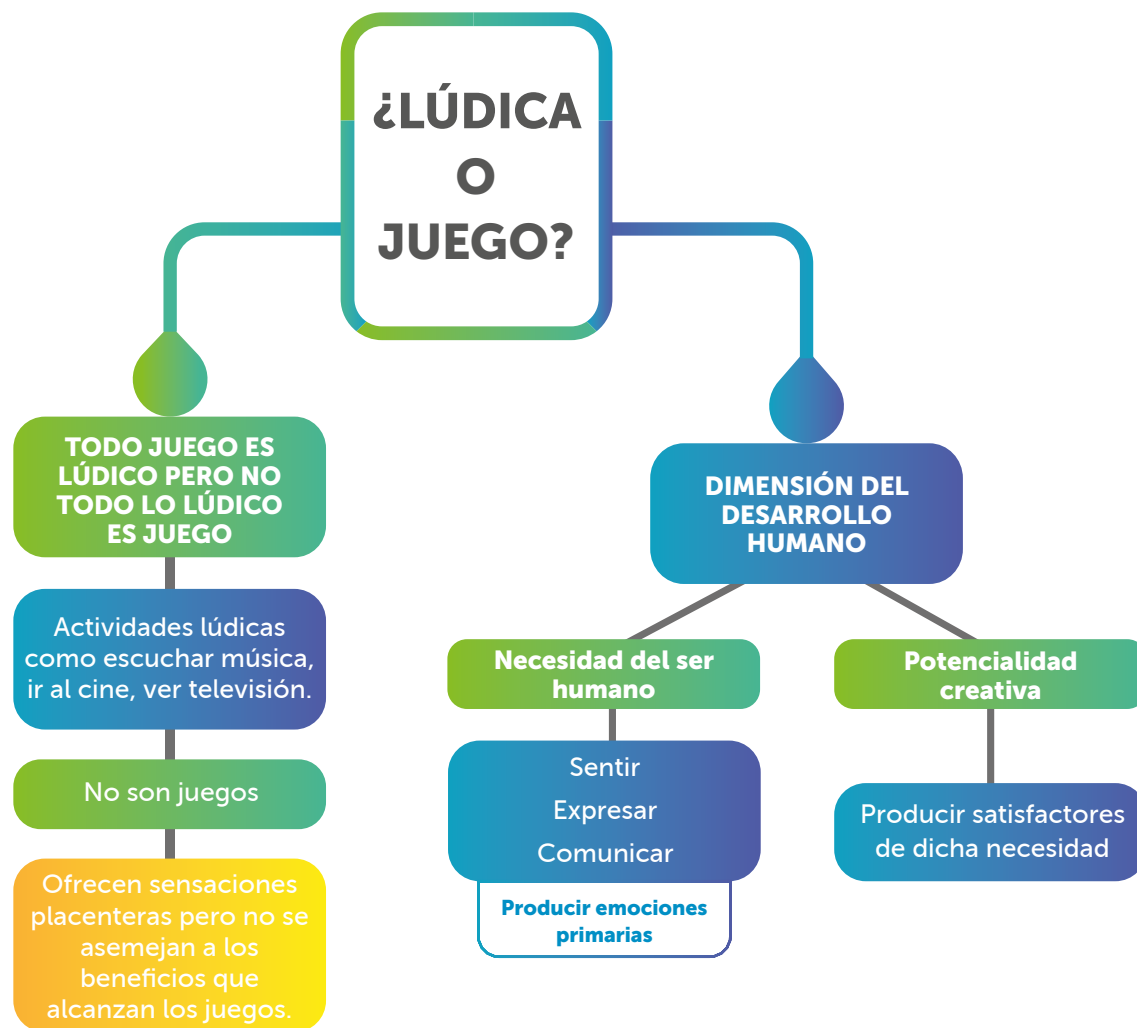 ¿LÚDICA
O
JUEGO?
TODO JUEGO ES
LÚDICO PERO NO
TODO LO LÚDICO
ES JUEGO
Actividades lúdicas
como escuchar música,
ir al cine, ver televisión.
No son juegos
Ofrecen sensaciones
placenteras pero no se
asemejan a los
beneficios que
alcanzan los juegos.
DIMENSIÓN DEL
DESARROLLO
HUMANO
Necesidad del ser
humano
Sentir
Expresar
Comunicar
Producir emociones
primarias
Potencialidad
creativa
Producir satisfactores
de dicha necesidad